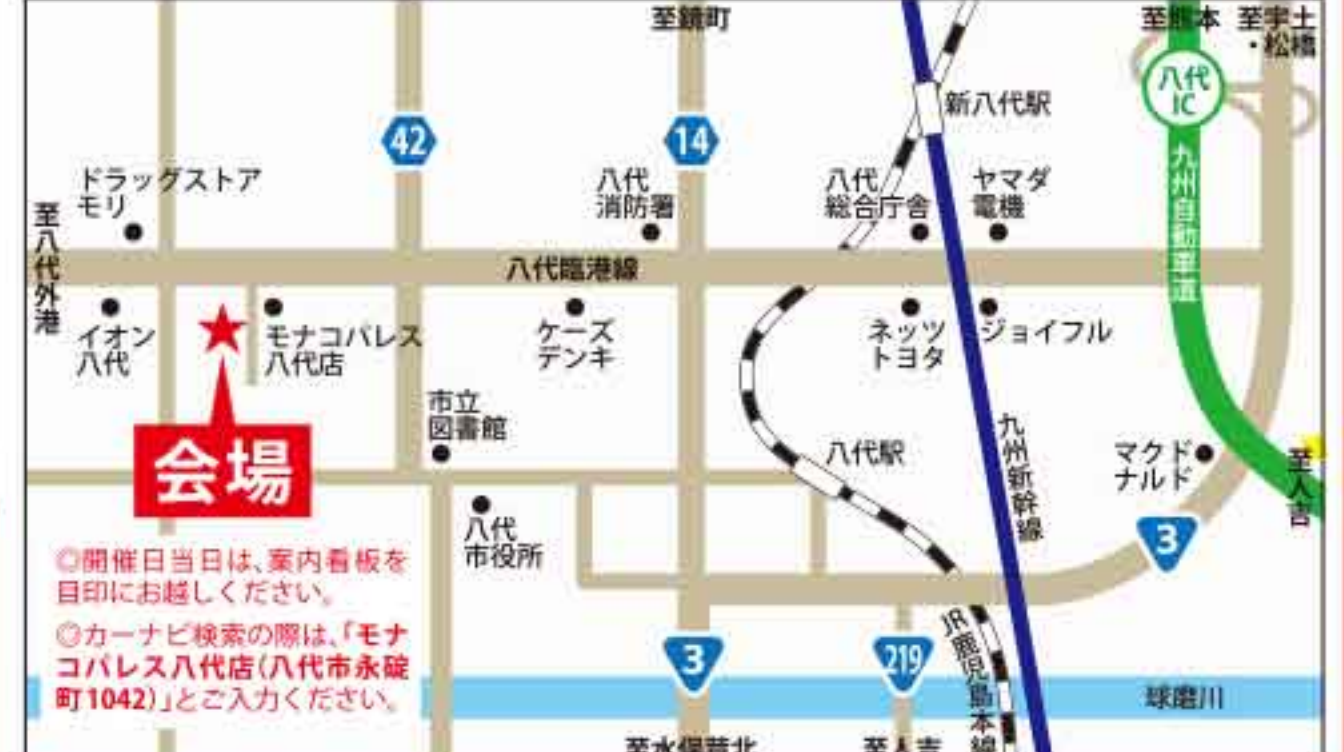 至鏡町
至熊本
至宇土
・松橋
八代
IC
新八代駅
42
14
九州自動車道
ドラッグストア
モリ
八代
消防署
八代
総合庁舎
ヤマダ
電機
至八代外港
八代臨港線
イオン
八代
モナコパレス
八代店
ケーズ
デンキ
ネッツ
トヨタ
ジョイフル
市立
図書館
八代駅
九州新幹線
マクド
ナルド
至人吉
会場
八代
市役所
3
◎開催日当日は、案内看板を
目印にお越しください。
◎カーナビ検索の際は、「モナ
コパレス八代店(八代市永碇
町1042)」とご入力ください。
3
219
JR鹿児島本線
球磨川
至水俣芦北
至人吉